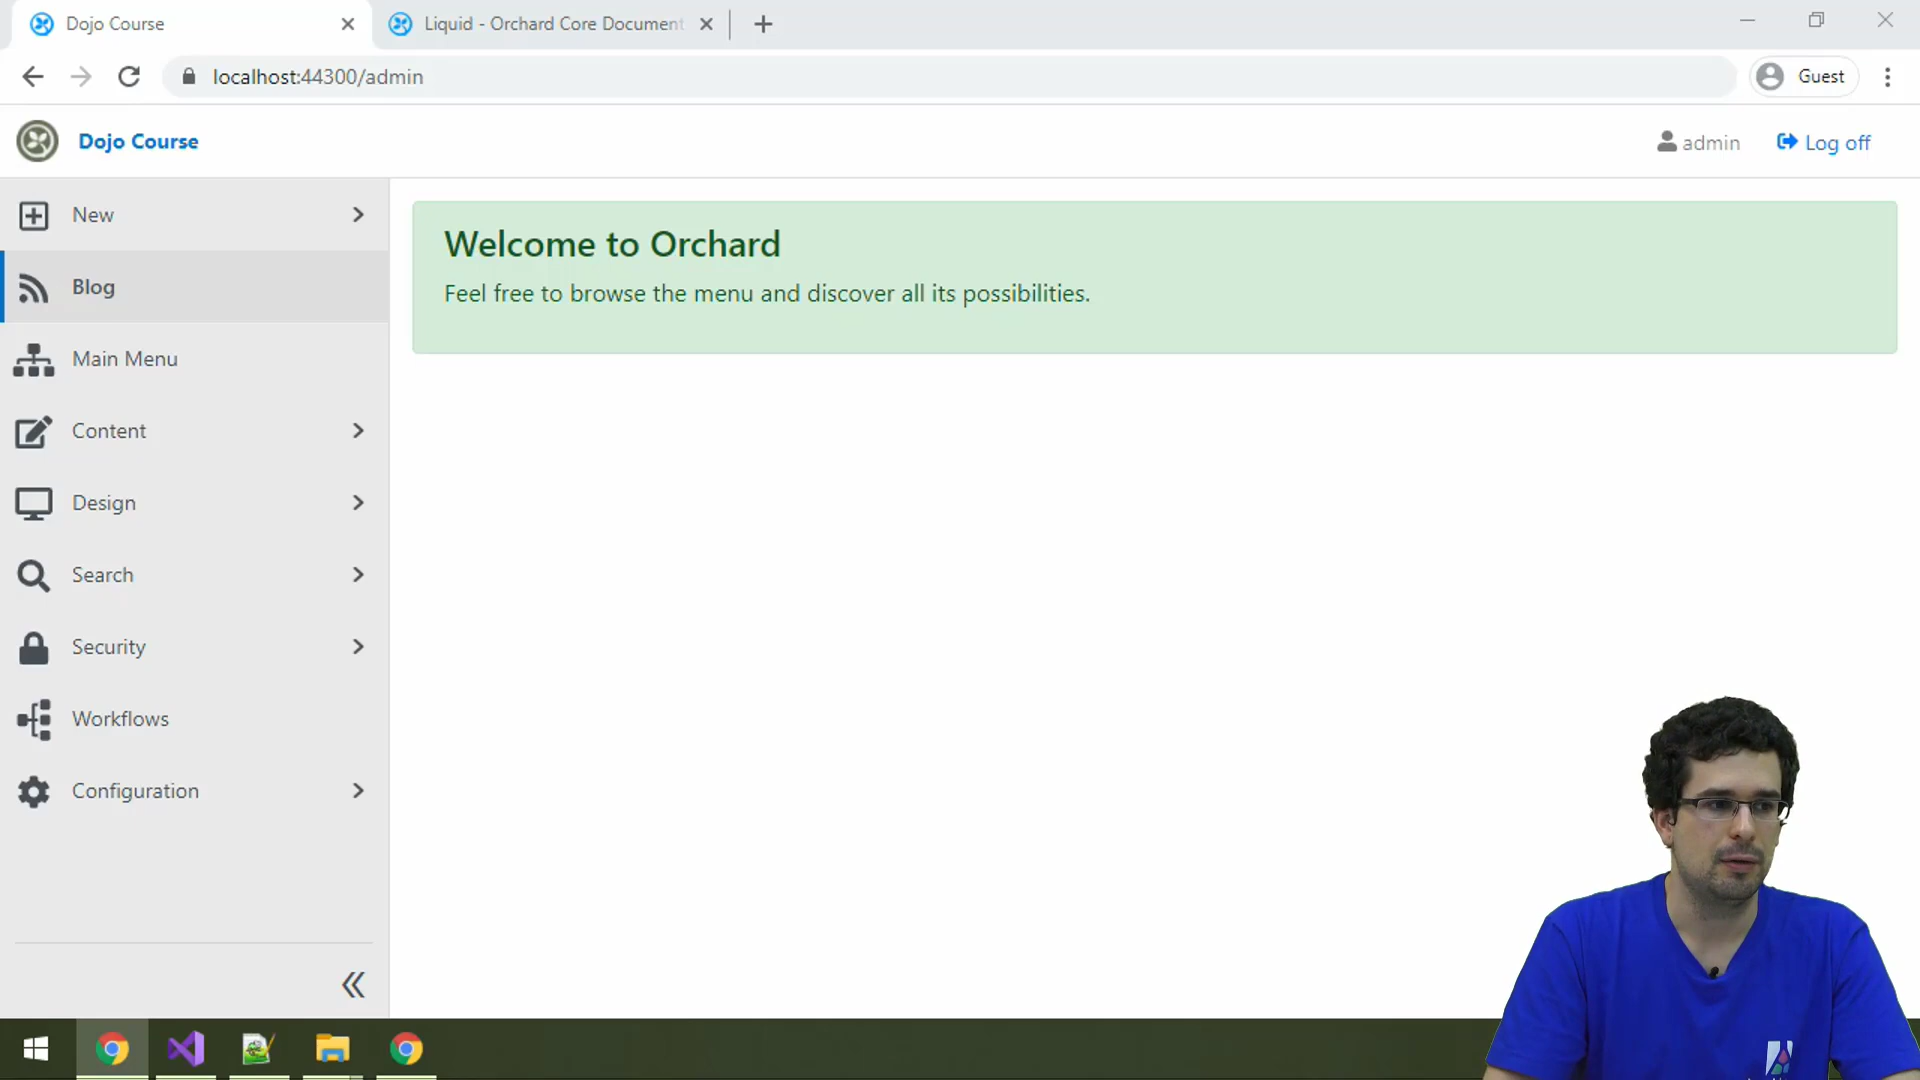 Dojo Course
Liquid - Orchard Core Document
localhost:44300/admin
Guest
Dojo Course
admin
Log off
New
Blog
Main Menu
Content
Design
Search
Security
Workflows
Configuration
Welcome to Orchard
Feel free to browse the menu and discover all its possibilities.